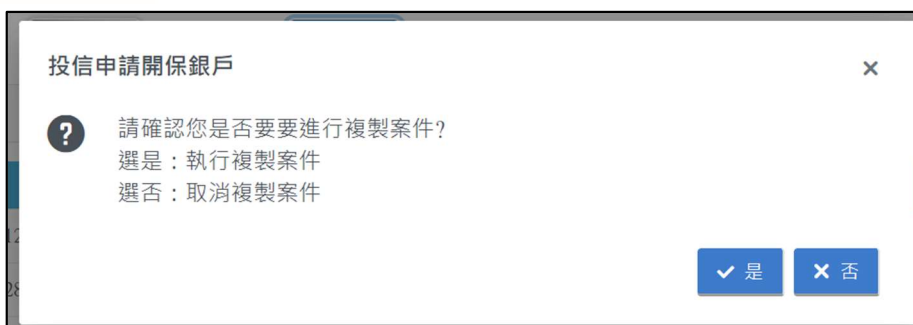 投信申請開保銀戶
請確認您是否要要進行複製案件?
選是：執行複製案件
選否：取消複製案件
是
否